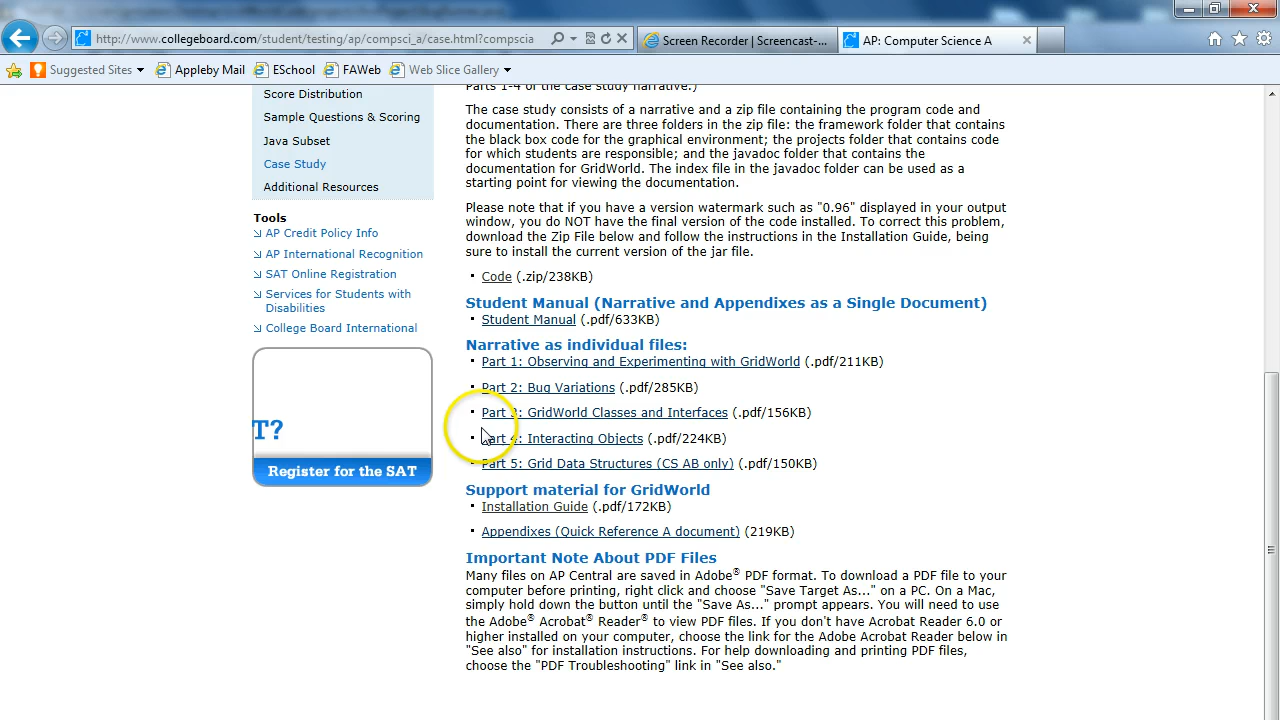 http://www.collegeboard.com/student/testing/ap/compsci_a/case.html?compscia
Screen Recorder | Screencast-...
AP: Computer Science A
Suggested Sites
Appleby Mail
ESchool
FAWeb
Web Slice Gallery
Score Distribution
Sample Questions & Scoring
Java Subset
Case Study
Additional Resources
Tools
AP Credit Policy Info
AP International Recognition
SAT Online Registration
Services for Students with
Disabilities
College Board International
T?
Register for the SAT
Parts 1-4 of the case study narrative.)
The case study consists of a narrative and a zip file containing the program code and
documentation. There are three folders in the zip file: the framework folder that contains
the black box code for the graphical environment; the projects folder that contains code
for which students are responsible; and the javadoc folder that contains the
documentation for GridWorld. The index file in the javadoc folder can be used as a
starting point for viewing the documentation.
Please note that if you have a version watermark such as "0.96" displayed in your output
window, you do NOT have the final version of the code installed. To correct this problem,
download the Zip File below and follow the instructions in the Installation Guide, being
sure to install the current version of the jar file.
Code (.zip/238KB)
Student Manual (Narrative and Appendixes as a Single Document)
Student Manual (.pdf/633KB)
Narrative as individual files:
Part 1: Observing and Experimenting with GridWorld (.pdf/211KB)
Part 2: Bug Variations (.pdf/285KB)
Part 3: GridWorld Classes and Interfaces (.pdf/156KB)
Part 4: Interacting Objects (.pdf/224KB)
Part 5: Grid Data Structures (CS AB only) (.pdf/150KB)
Support material for GridWorld
Installation Guide (.pdf/172KB)
Appendixes (Quick Reference A document) (219KB)
Important Note About PDF Files
Many files on AP Central are saved in Adobe® PDF format. To download a PDF file to your
computer before printing, right click and choose "Save Target As..." on a PC. On a Mac,
simply hold down the button until the "Save As..." prompt appears. You will need to use
the Adobe® Acrobat® Reader® to view PDF files. If you don't have Acrobat Reader 6.0 or
higher installed on your computer, choose the link for the Adobe Acrobat Reader below in
"See also" for installation instructions. For help downloading and printing PDF files,
choose the "PDF Troubleshooting" link in "See also."